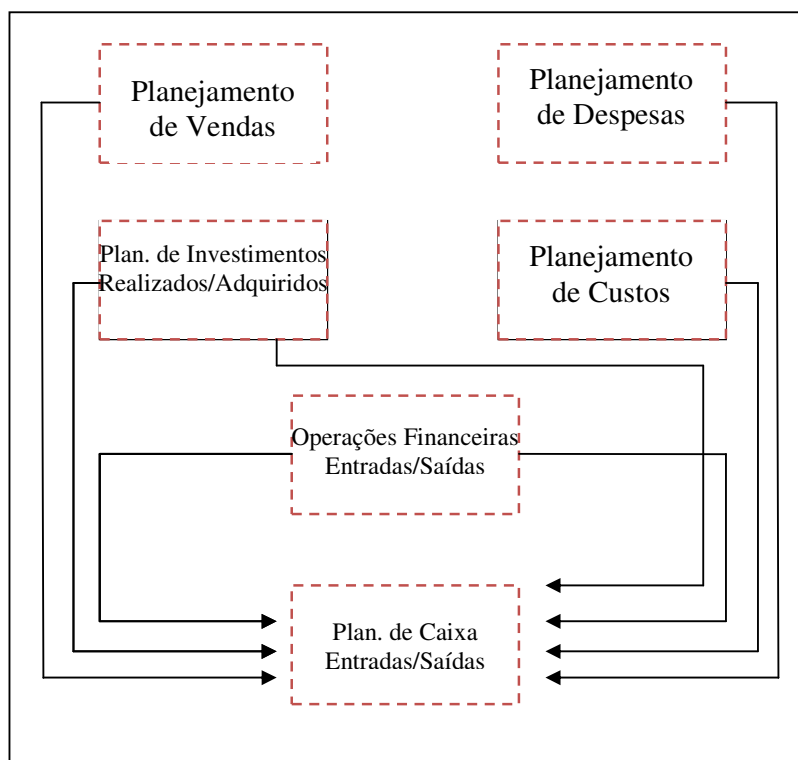 Planejamento
de Vendas
Planejamento
de Despesas
Plan. de Investimentos
Realizados/Adquiridos
Planejamento
de Custos
Operações Financeiras
Entradas/Saídas
Plan. de Caixa
Entradas/Saídas